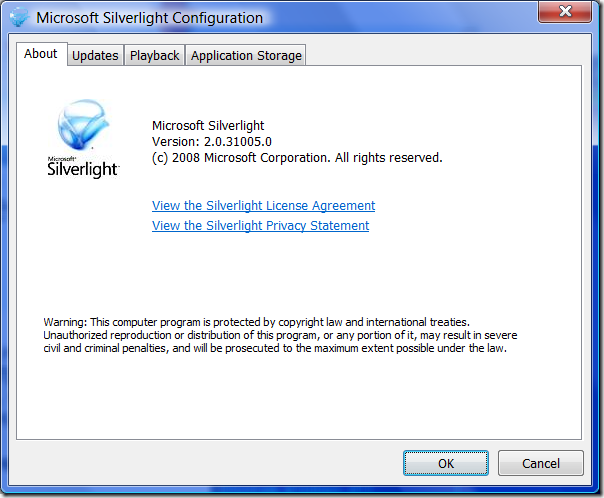 Microsoft Silverlight Configuration
About Updates Playback Application Storage
Microsoft Silverlight
Version: 2.0.31005.0
(c) 2008 Microsoft Corporation. All rights reserved.
Microsoft®
Silverlight™
View the Silverlight License Agreement
View the Silverlight Privacy Statement
Warning: This computer program is protected by copyright law and international treaties.
Unauthorized reproduction or distribution of this program, or any portion of it, may result in severe
civil and criminal penalties, and will be prosecuted to the maximum extent possible under the law.
OK Cancel